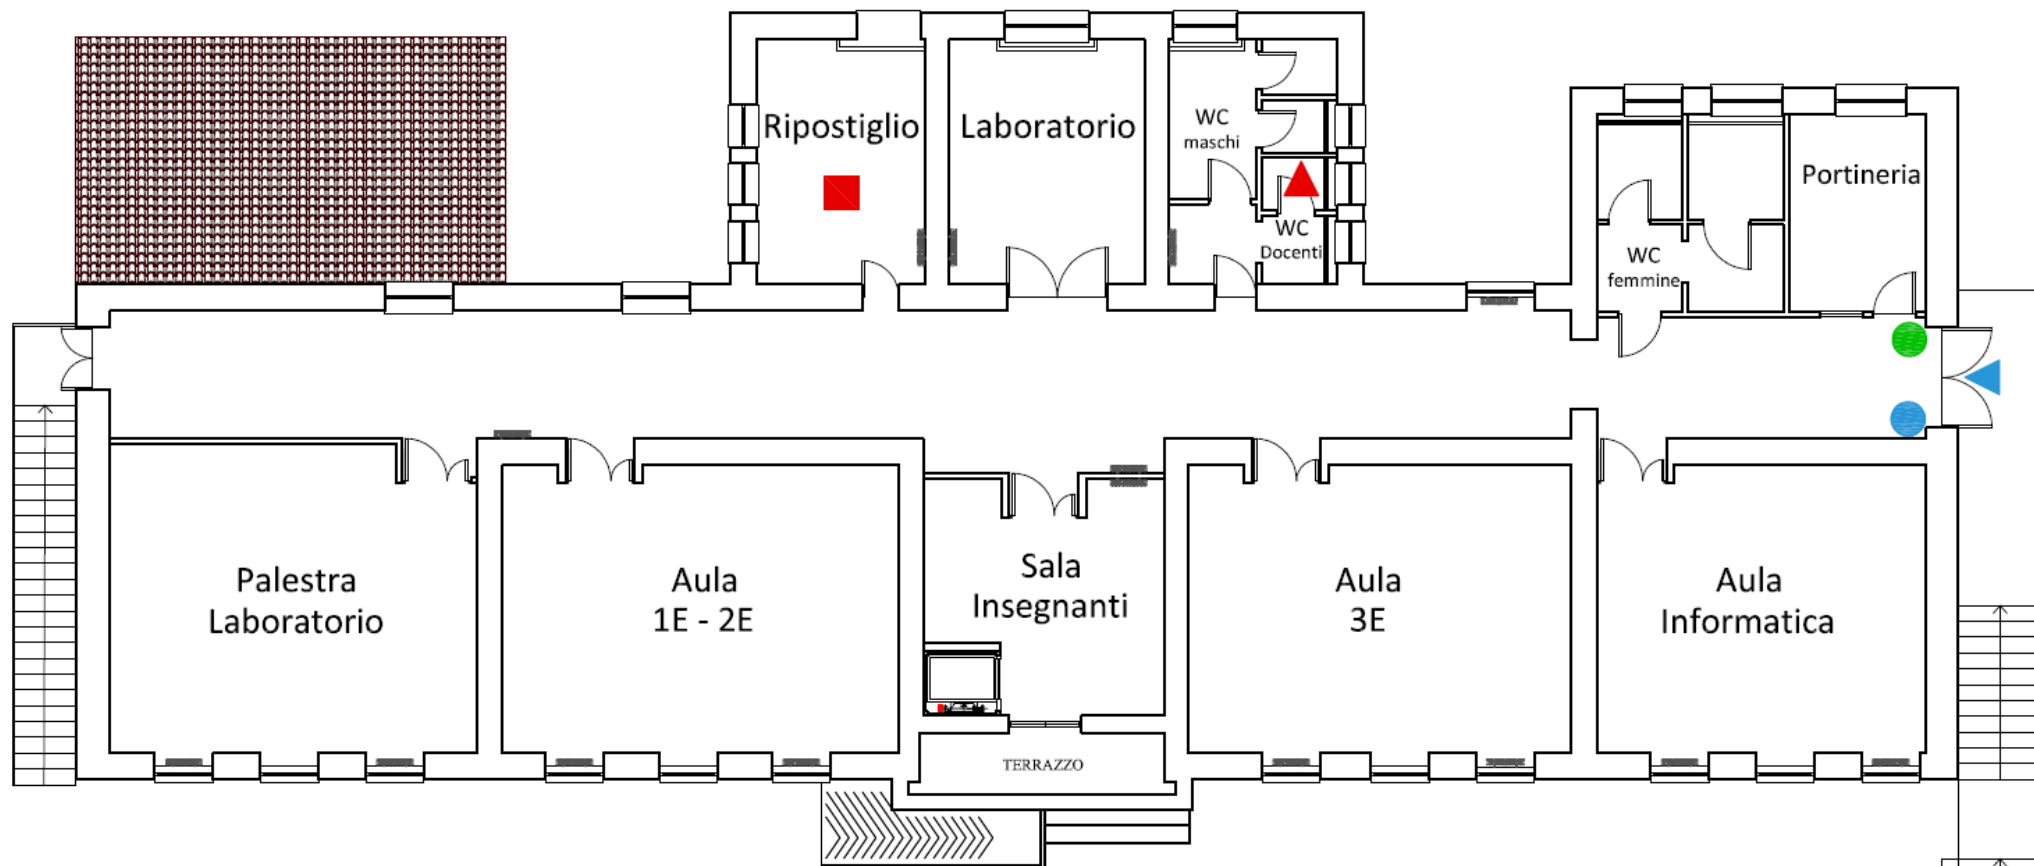 Ripostiglio
Laboratorio
WC
maschi
WC
Docenti
WC
femmine
Portineria
Palestra
Laboratorio
Aula
1E - 2E
Sala
Insegnanti
Aula
3E
Aula
Informatica
TERRAZZO